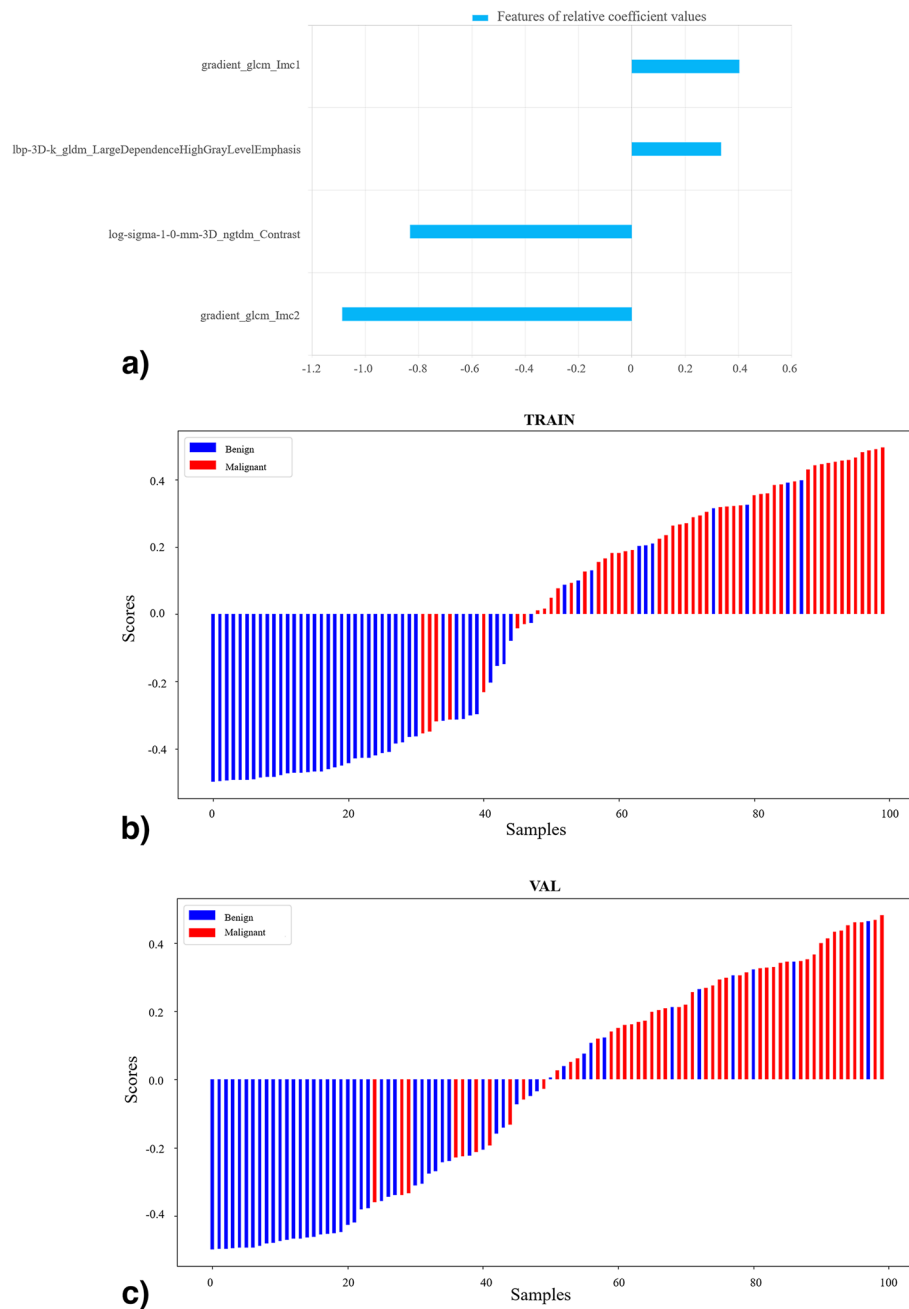 Features of relative coefficient values
gradient_glcm_Imc1
lbp-3D-k_gldm_LargeDependenceHighGrayLevelEmphasis
log-sigma-1-0-mm-3D_ngtdm_Contrast
gradient_glcm_Imc2
-1.2 -1.0 -0.8 -0.6 -0.4 -0.2 0 0.2 0.4 0.6
a)
TRAIN
Benign
Malignant
0.4
0.2
0.0
-0.2
-0.4
Scores
0 20 40 60 80 100
Samples
b)
VAL
Benign
Malignant
0.4
0.2
0.0
-0.2
-0.4
Scores
0 20 40 60 80 100
Samples
c)